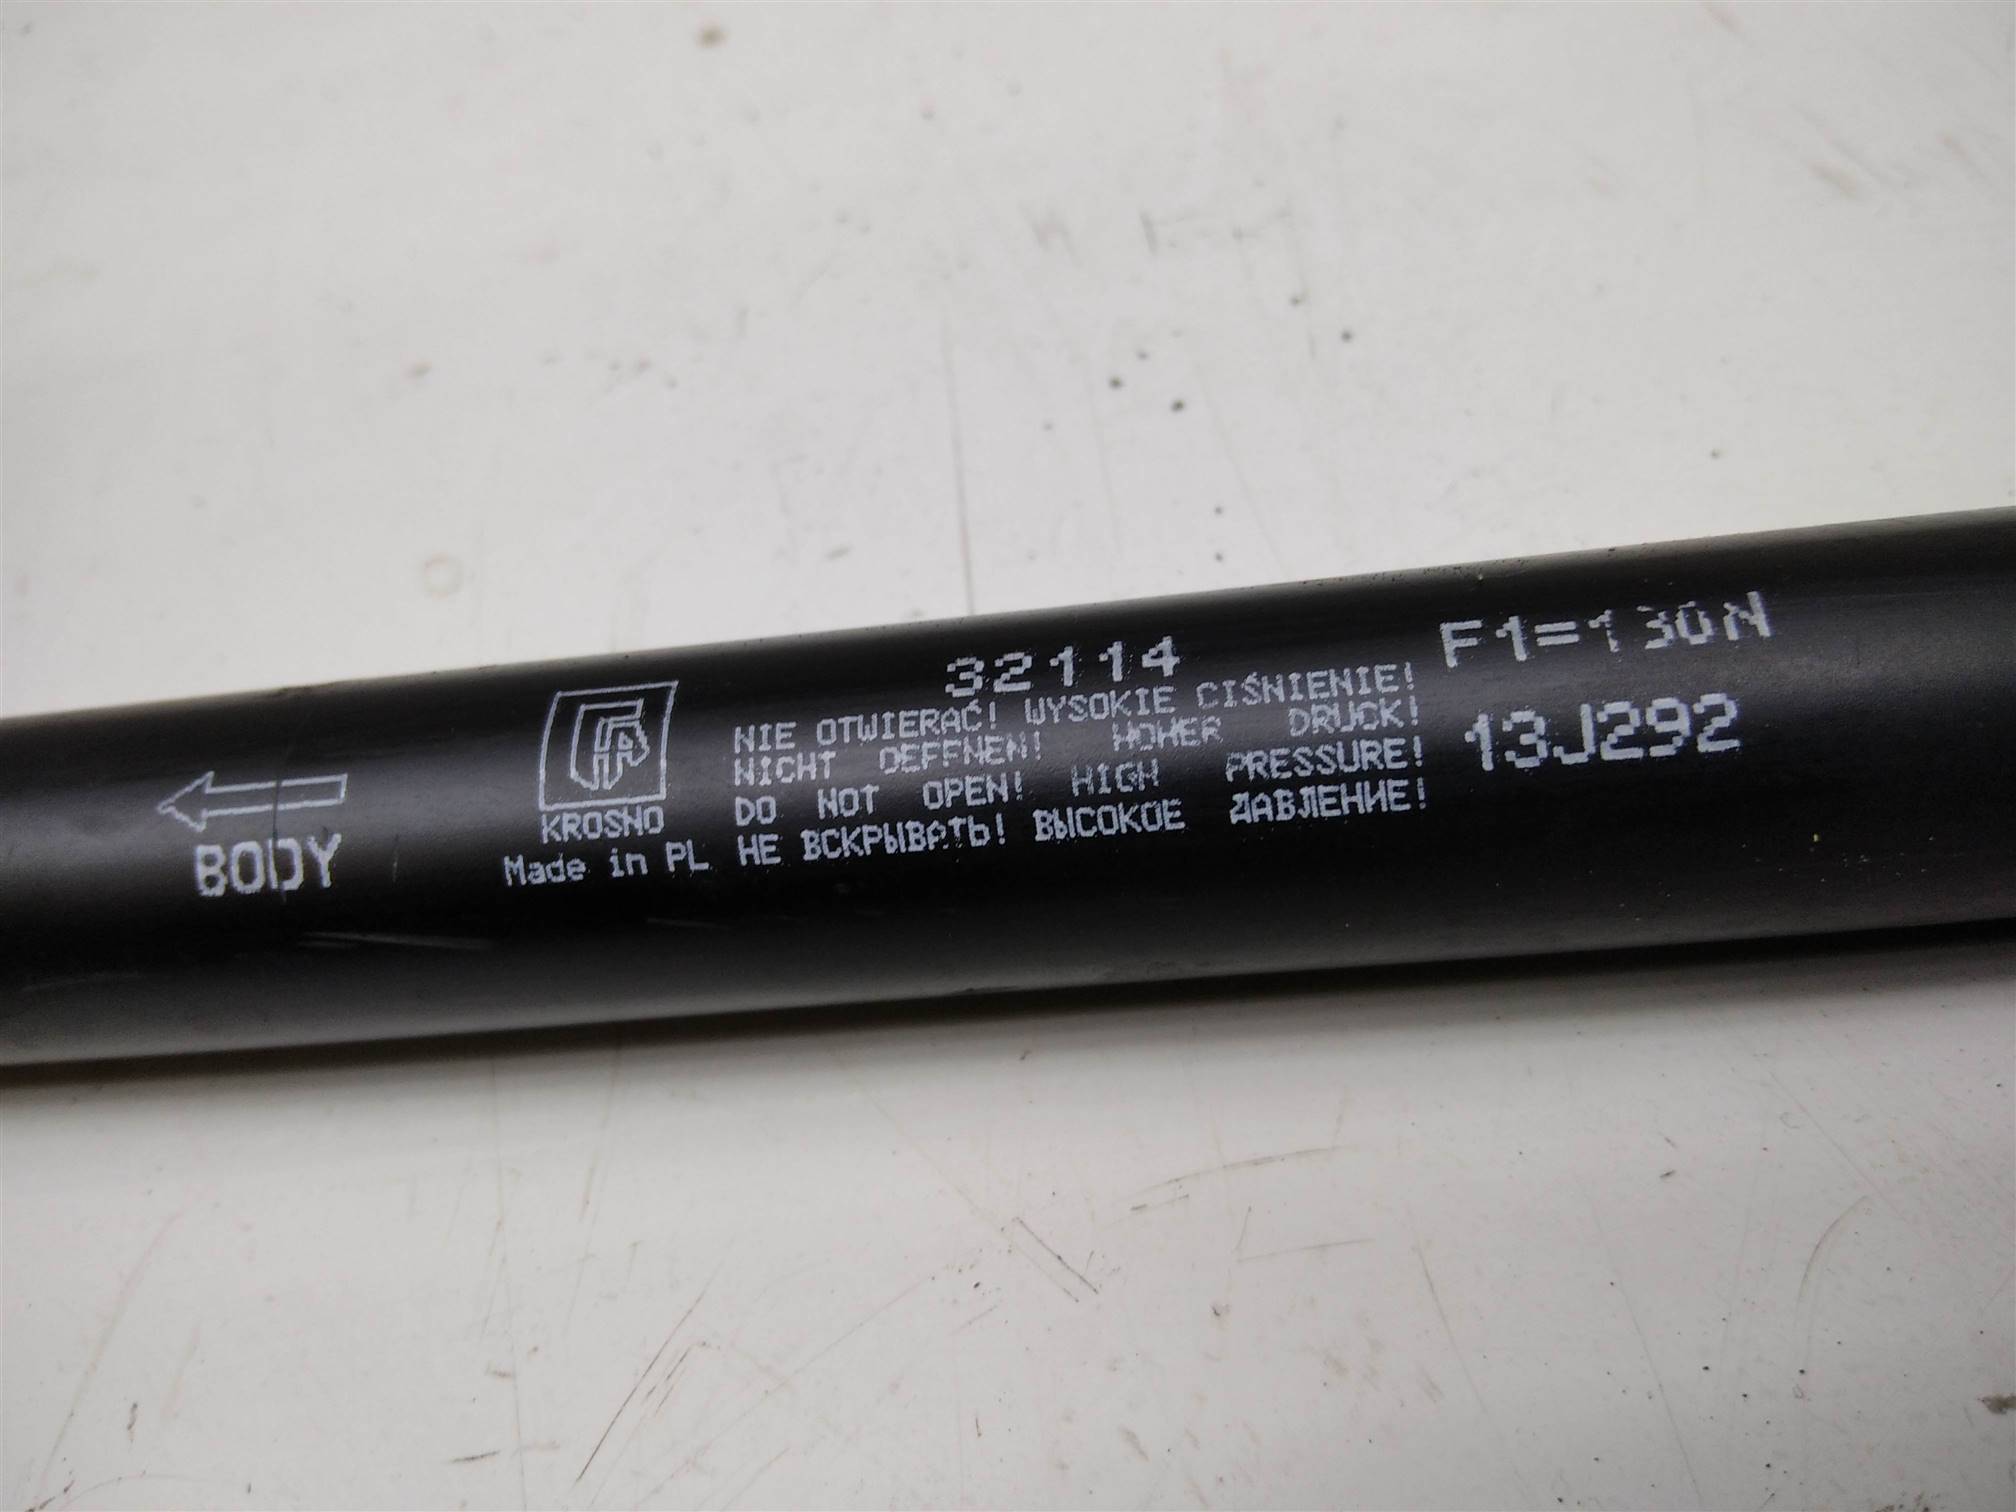 32114
F1=130N
13J292
NIE OTWIERAĆ! WYSOKIE CIŚNIENIE!
NICHT OEFFNEN! HOHER DRUCK!
DO NOT OPEN! HIGH PRESSURE!
НЕ ВСКРЫВАТЬ! ВЫСОКОЕ ДАВЛЕНИЕ!
KROSNO
Made in PL
BODY